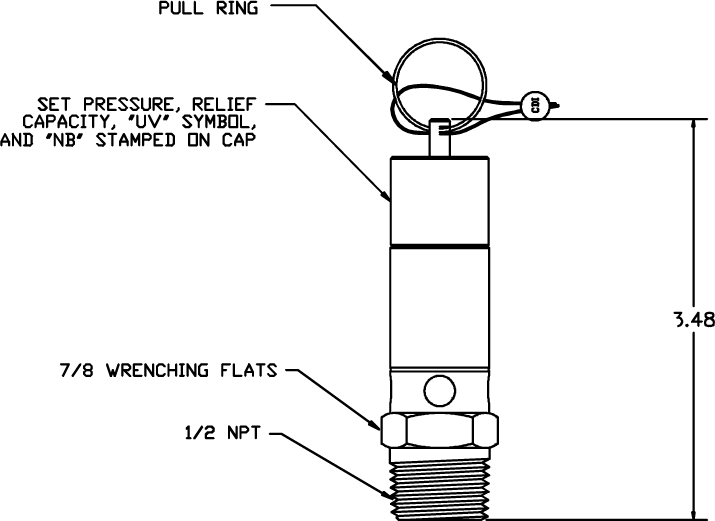 PULL RING
SET PRESSURE, RELIEF
CAPACITY, "UV" SYMBOL,
AND "NB" STAMPED ON CAP
CDI
3.48
7/8 WRENCHING FLATS
1/2 NPT